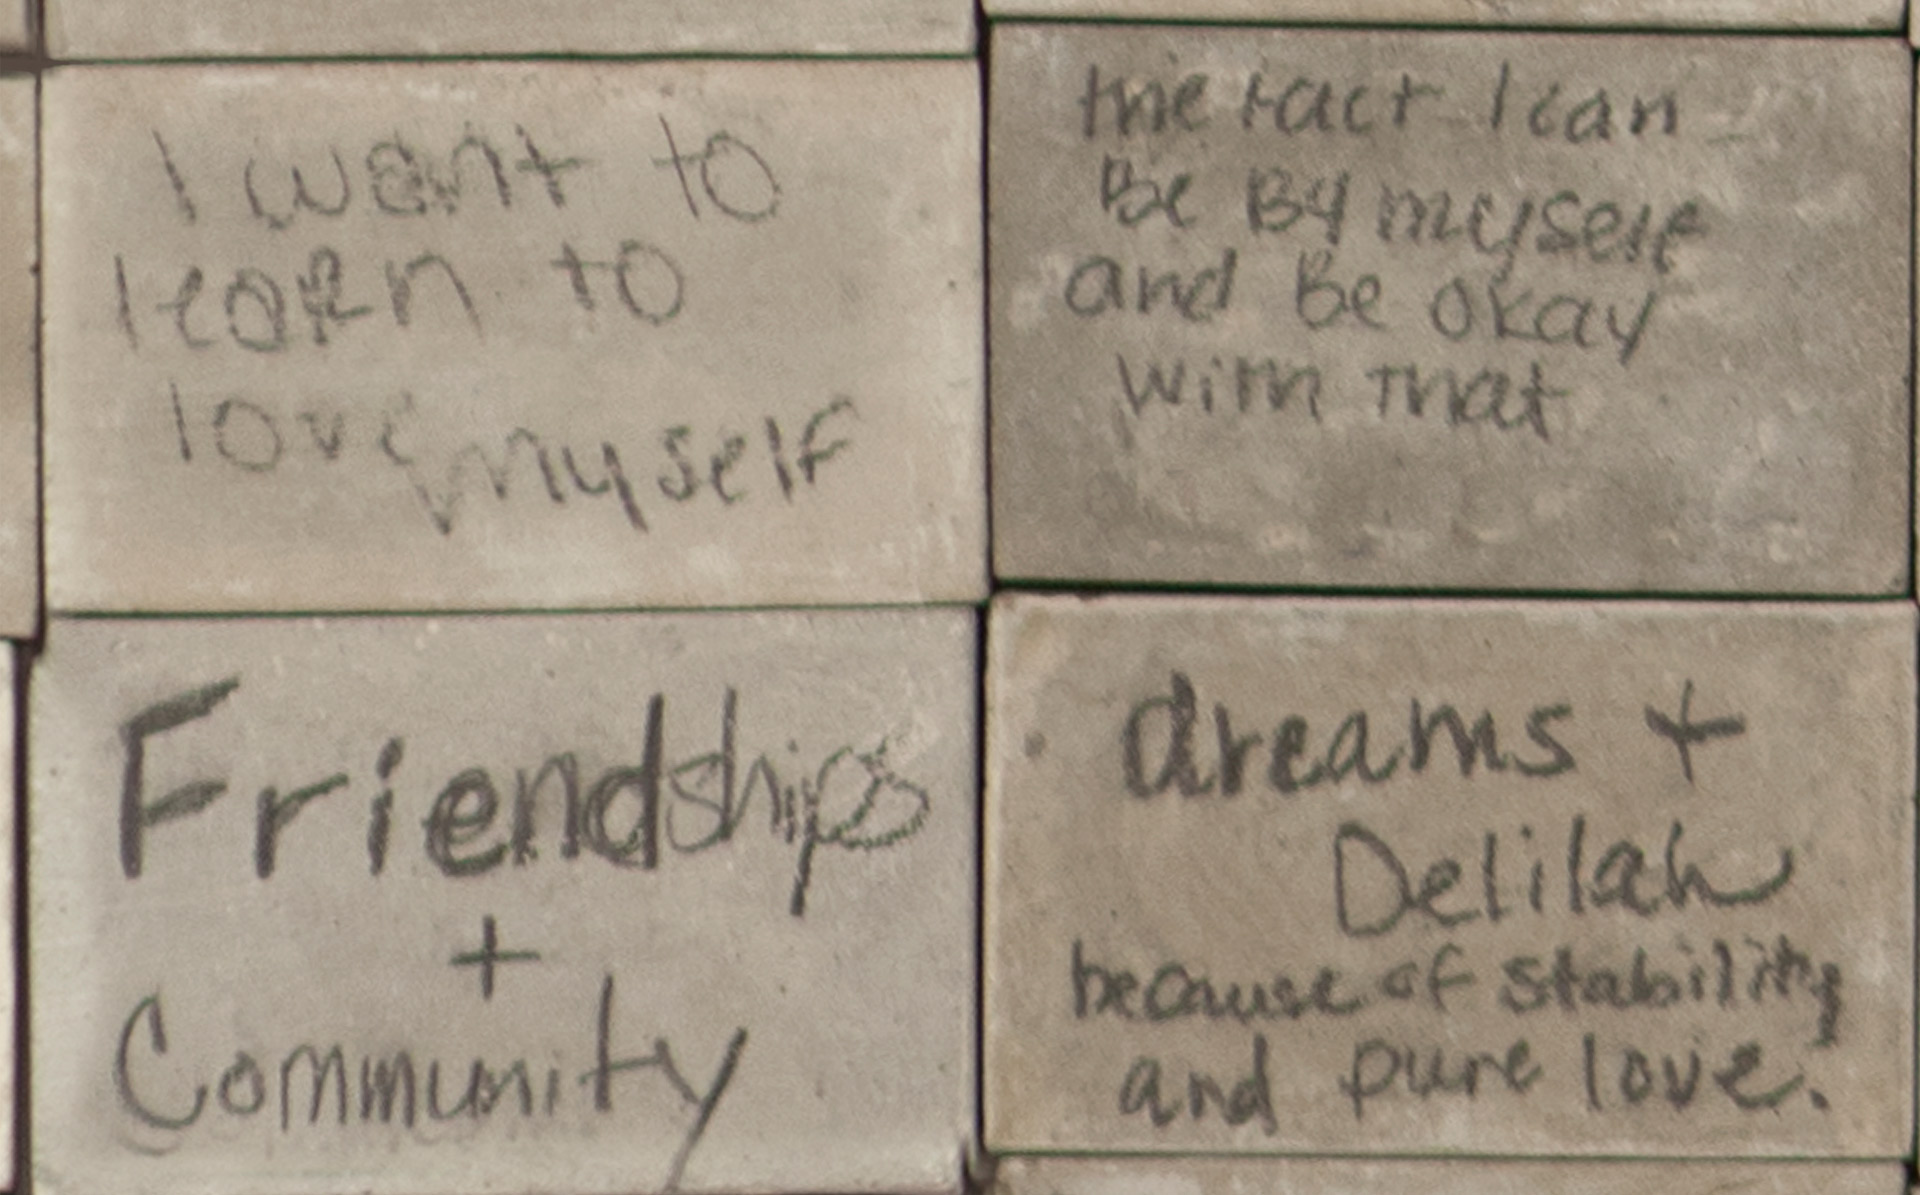 I want to
learn to
love myself
the fact I can
Be By myself
and Be okay
with that
Friendships
+
Community
dreams +
Delilah
because of stability
and pure love.